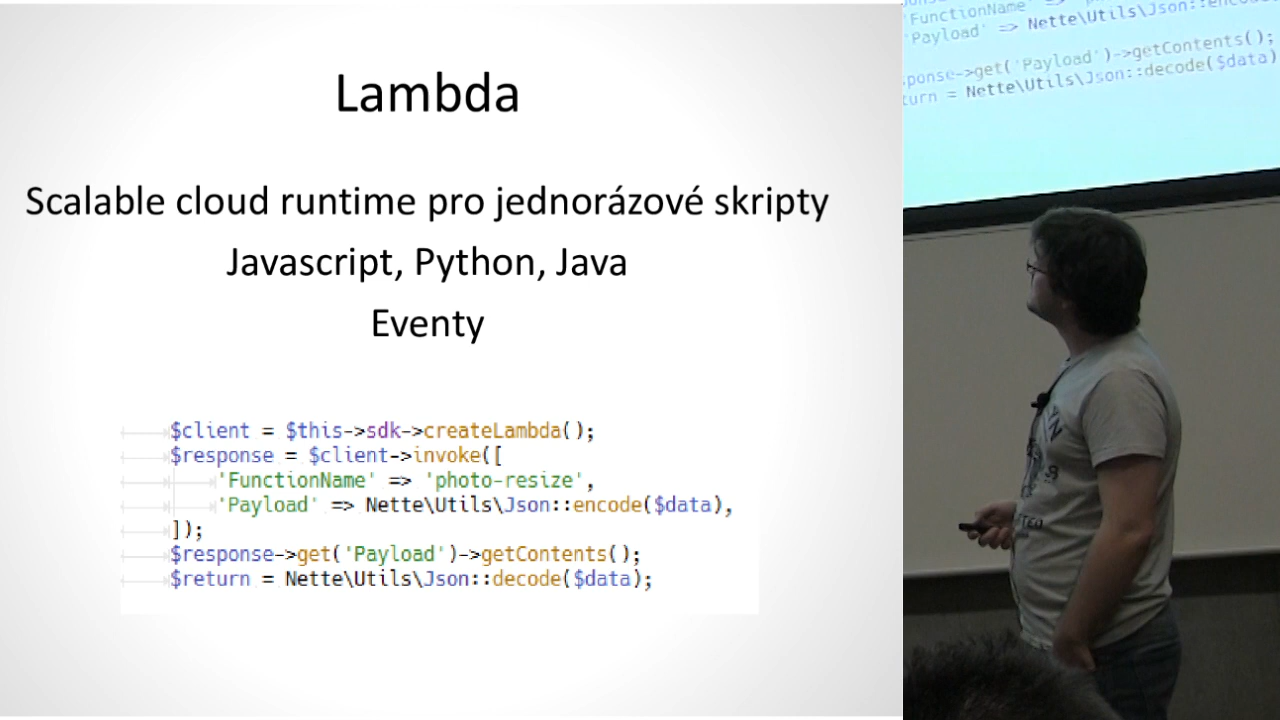 Lambda
Scalable cloud runtime pro jednorázové skripty
Javascript, Python, Java
Eventy
$client = $this->sdk->createLambda();
$response = $client->invoke([
'FunctionName' => 'photo-resize',
'Payload' => Nette\Utils\Json::encode($data),
]);
$response->get('Payload')->getContents();
$return = Nette\Utils\Json::decode($data);
'FunctionName' =>
'Payload' => Nette\Utils\Json::encode
ponse->get('Payload')->getContents();
turn = Nette\Utils\Json::decode($data)